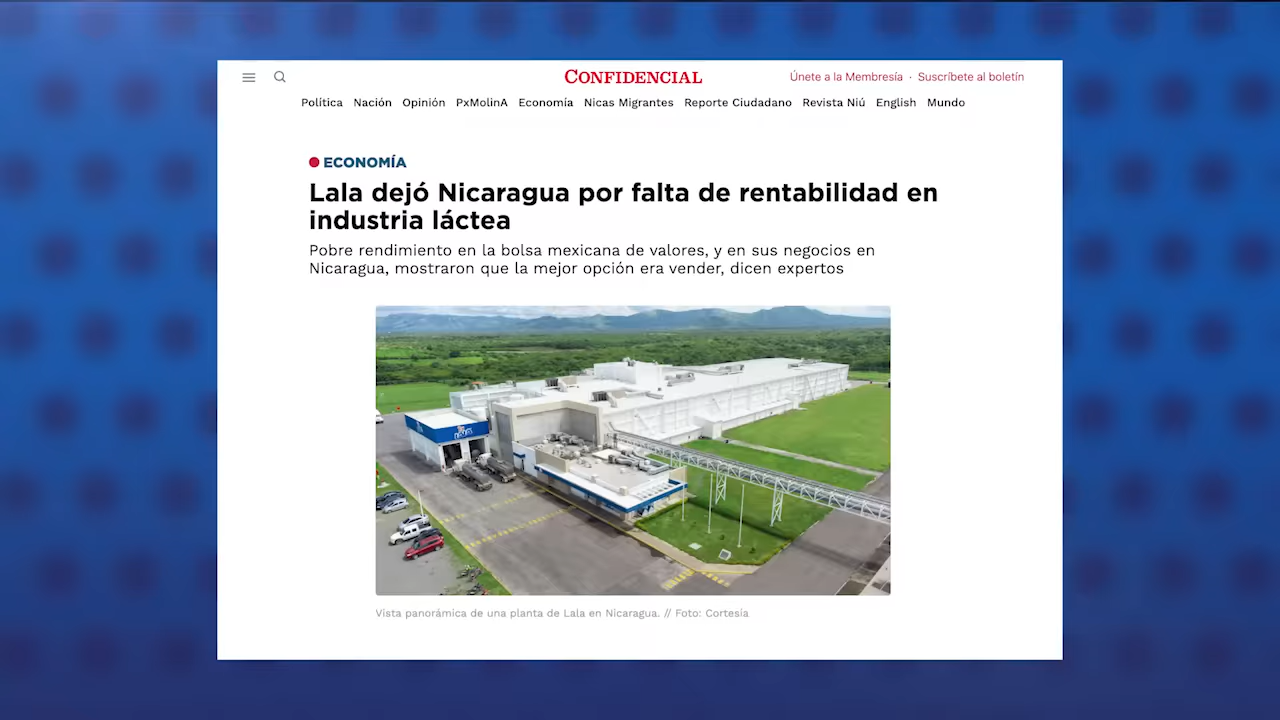 CONFIDENCIAL
Únete a la Membresía · Suscríbete al boletín
Política Nación Opinión PxMolinA Economía Nicas Migrantes Reporte Ciudadano Revista Niú English Mundo
ECONOMÍA
Lala dejó Nicaragua por falta de rentabilidad en
industria láctea
Pobre rendimiento en la bolsa mexicana de valores, y en sus negocios en
Nicaragua, mostraron que la mejor opción era vender, dicen expertos
Vista panorámica de una planta de Lala en Nicaragua. // Foto: Cortesía